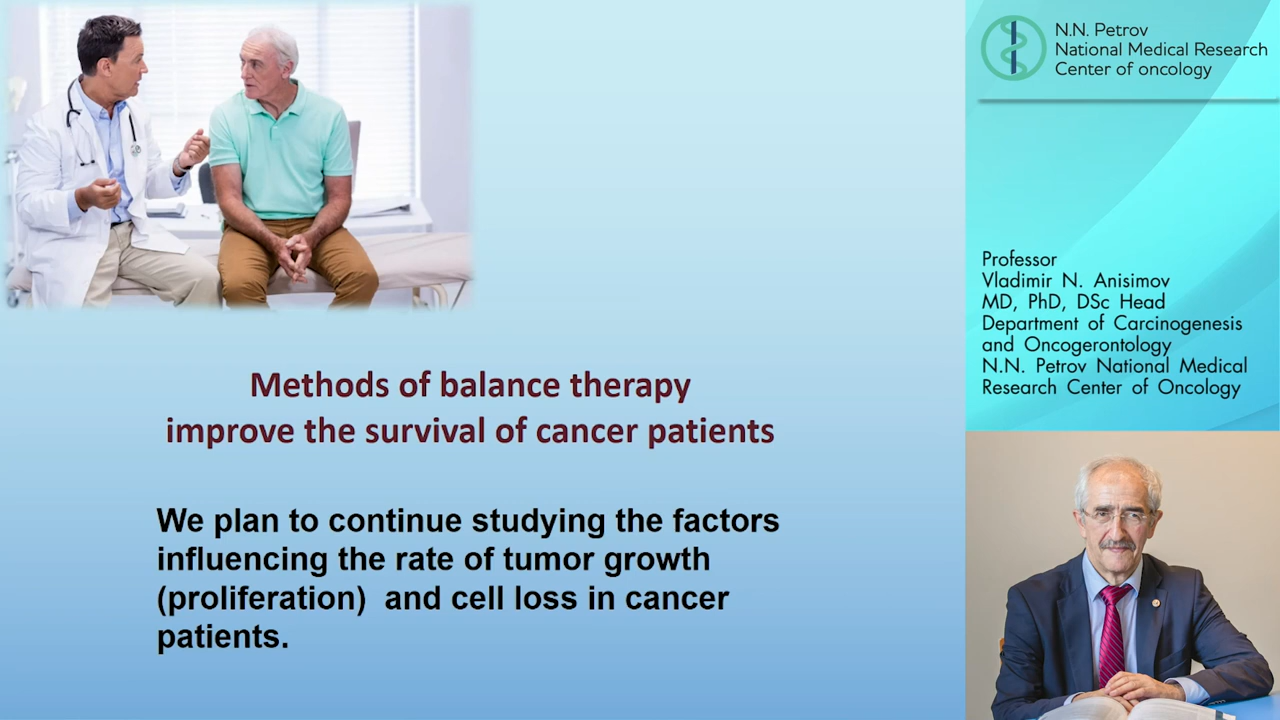 Methods of balance therapy
improve the survival of cancer patients
We plan to continue studying the factors
influencing the rate of tumor growth
(proliferation)  and cell loss in cancer
patients.
N.N. Petrov
National Medical Research
Center of oncology
Professor
Vladimir N. Anisimov
MD, PhD, DSc Head
Department of Carcinogenesis
and Oncogerontology
N.N. Petrov National Medical
Research Center of Oncology